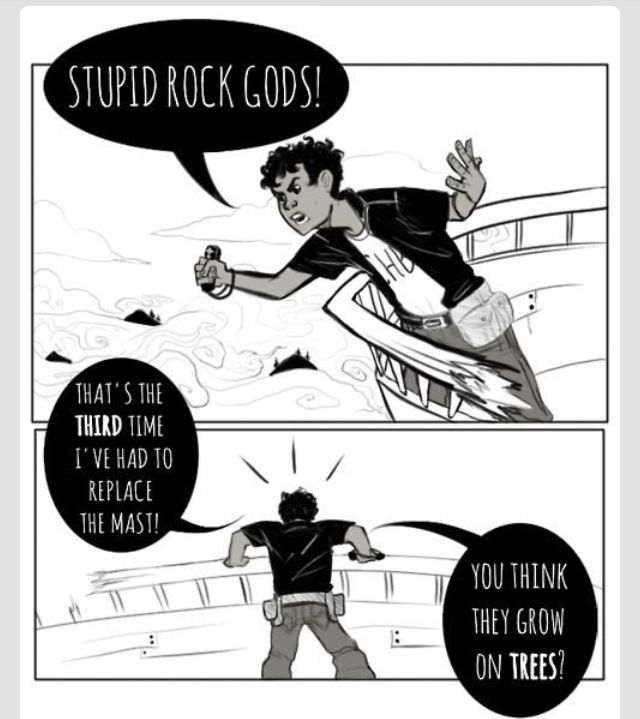 STUPID ROCK GODS!
THAT'S THE
THIRD TIME
I'VE HAD TO
REPLACE
THE MAST!
YOU THINK
THEY GROW
ON TREES?